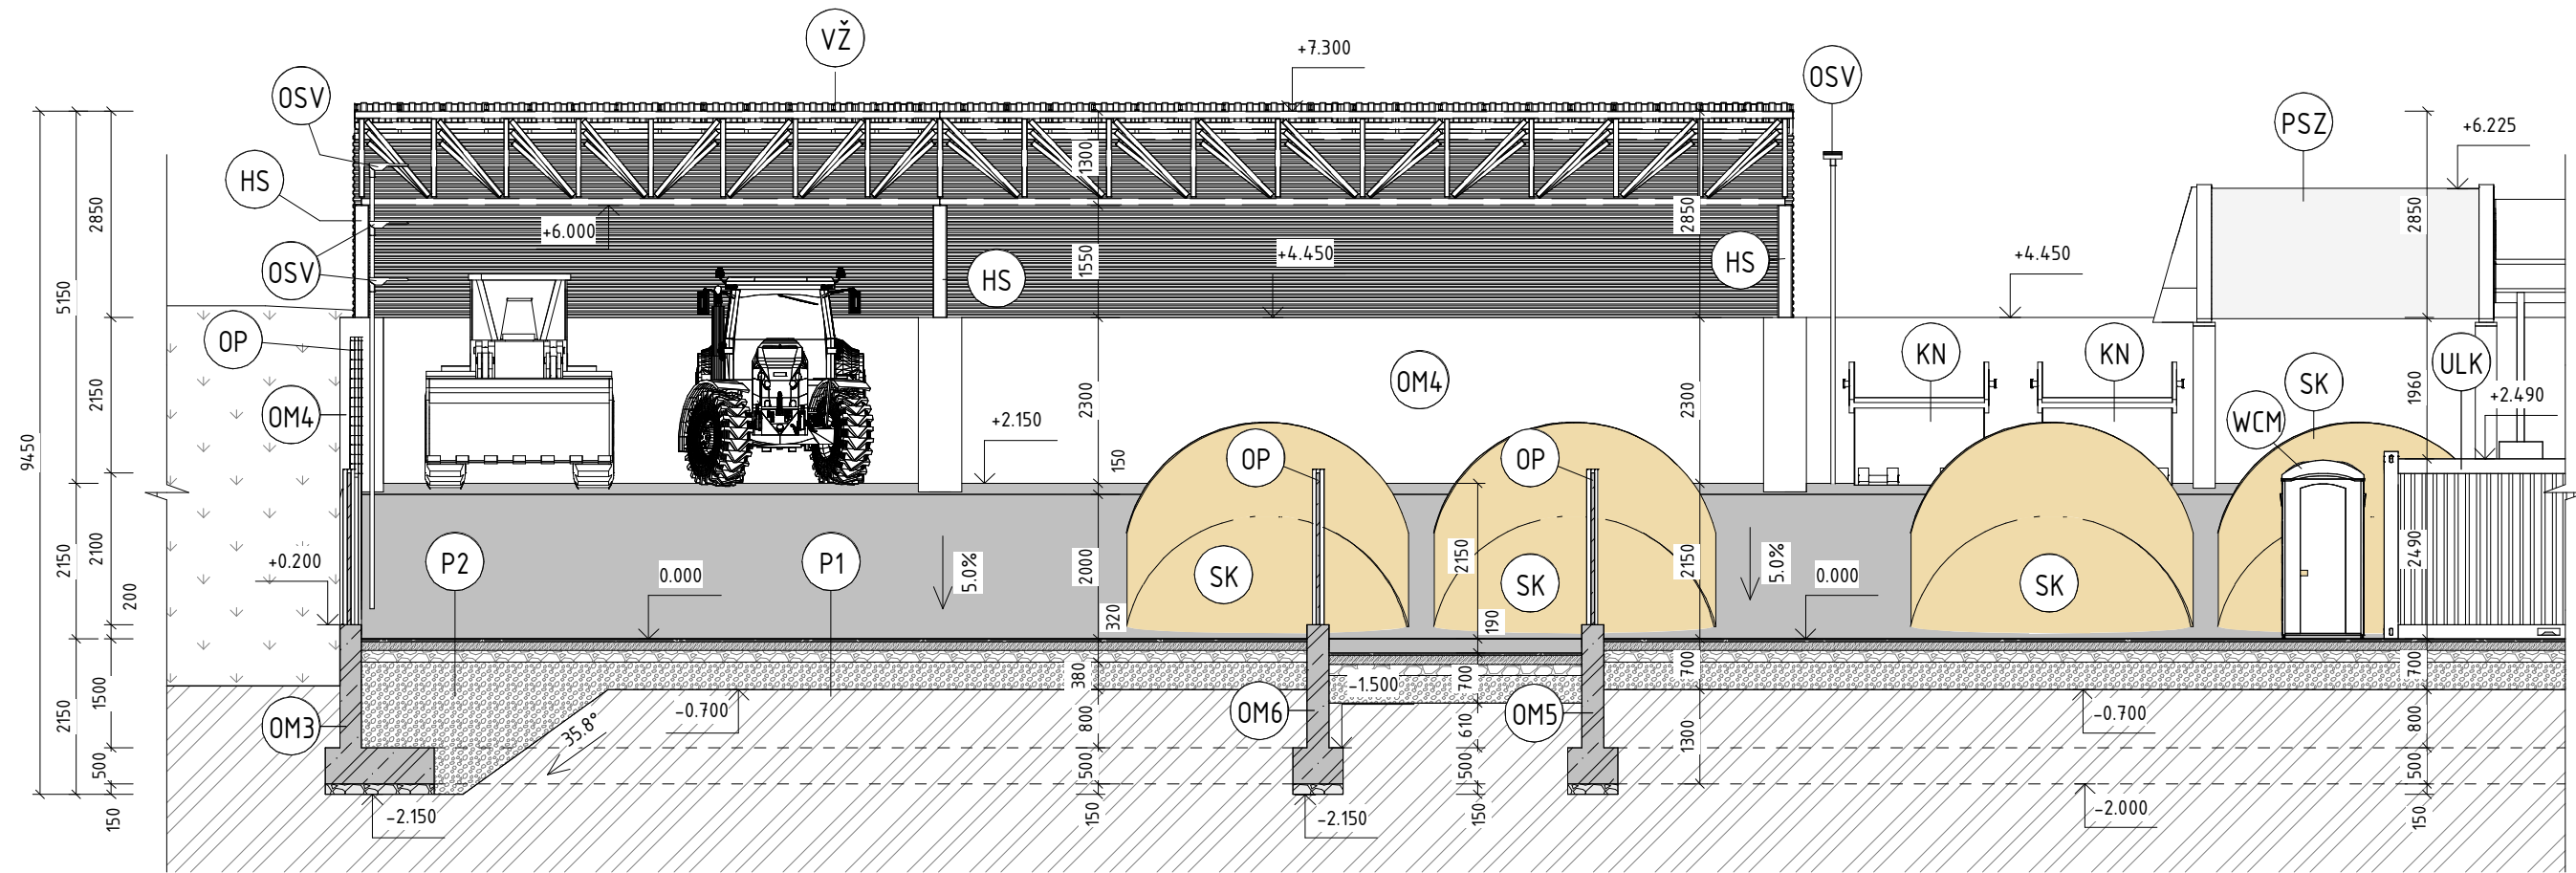 VŽ
+7.300
OSV
OSV
PSZ
+6.225
HS
1300
2850
2850
2850
+6.000
+4.450
+4.450
OSV
HS
HS
1550
5150
OP
KN
KN
ULK
SK
OM4
2150
2300
2300
1960
+2.490
OM4
WCM
+2.150
9450
150
OP
OP
+0.200
P2
P1
0.000
5.0%
2000
SK
SK
2150
2150
5.0%
0.000
SK
2490
2150
2100
200
320
190
380
700
700
700
-1.500
OM3
-0.700
35.8°
OM6
OM5
-0.700
2150
1500
800
610
1300
800
500
500
500
500
-2.150
-2.150
-2.000
150
150
150
150